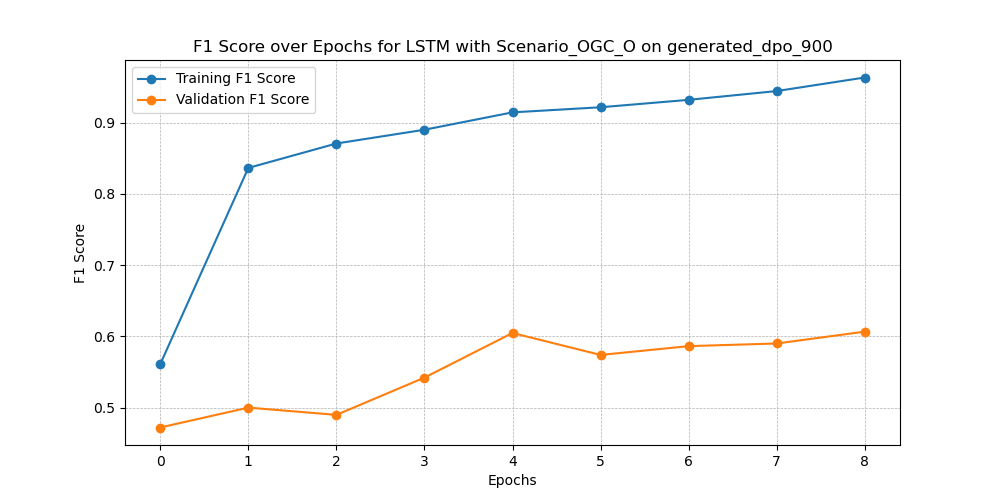 F1 Score over Epochs for LSTM with Scenario_OGC_O on generated_dpo_900
Training F1 Score
Validation F1 Score
F1 Score
0.9
0.8
0.7
0.6
0.5
0 1 2 3 4 5 6 7 8
Epochs